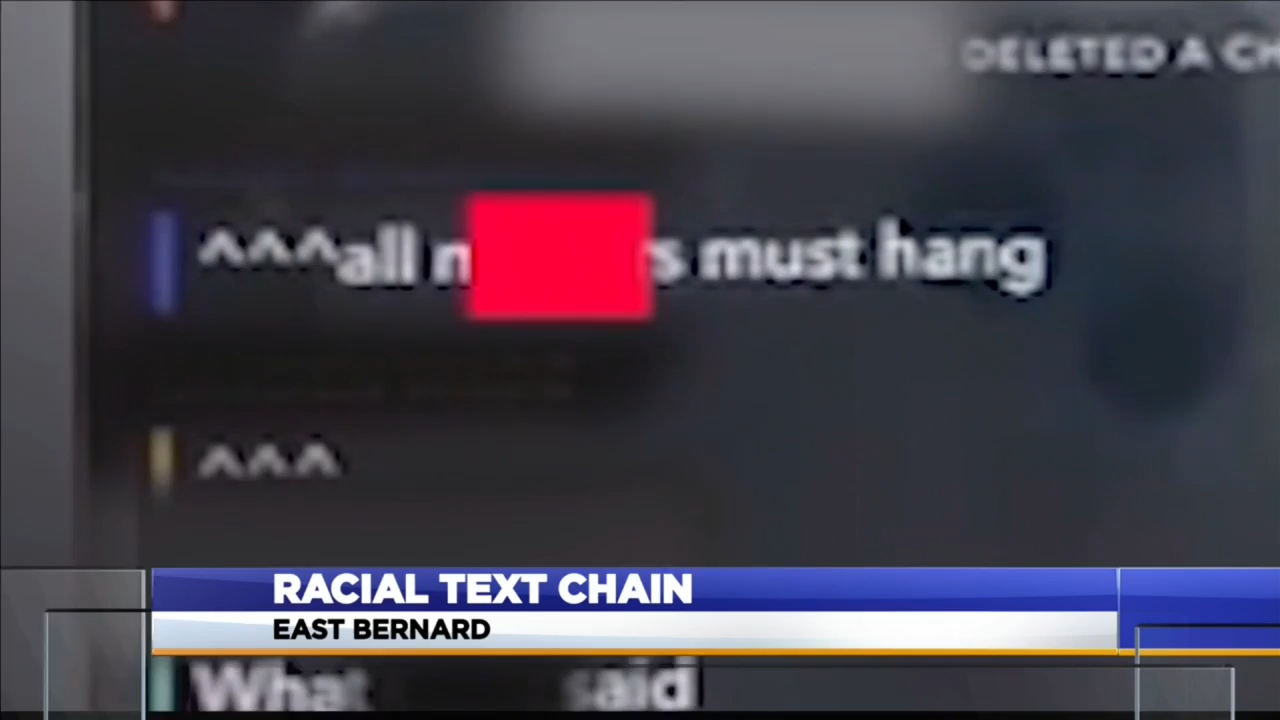 DELETED A CH
^^^all n s must hang
^^^
RACIAL TEXT CHAIN
EAST BERNARD
What said